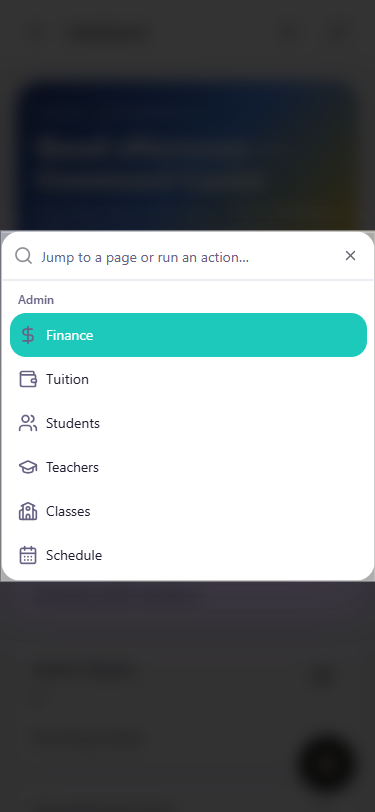 Jump to a page or run an action...
Admin
Finance
Tuition
Students
Teachers
Classes
Schedule